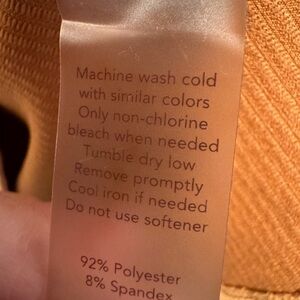 Machine wash cold
with similar colors
Only non-chlorine
bleach when needed
Tumble dry low
Remove promptly
Cool iron if needed
Do not use softener
92% Polyester
8% Spandex